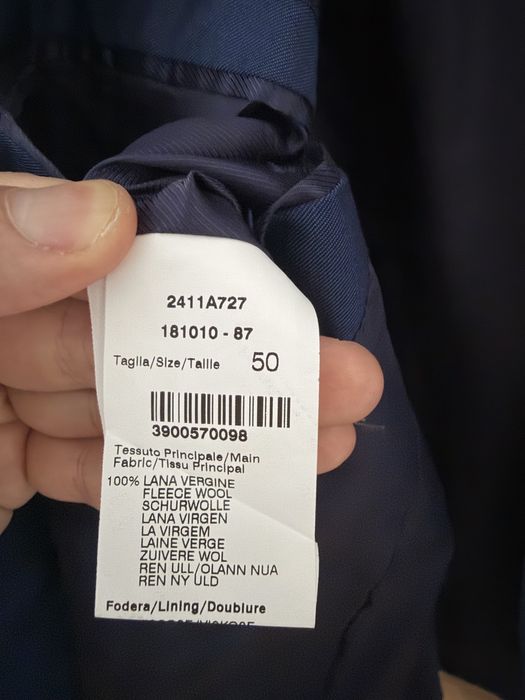 2411A727
181010 - 87
Taglia/Size/Taille 50
3900570098
Tessuto Principale/Main
Fabric/Tissu Principal
100% LANA VERGINE
FLEECE WOOL
SCHURWOLLE
LANA VIRGEN
LA VIRGEM
LAINE VERGE
ZUIVERE WOL
REN ULL/OLANN NUA
REN NY ULD
Fodera/Lining/Doublure